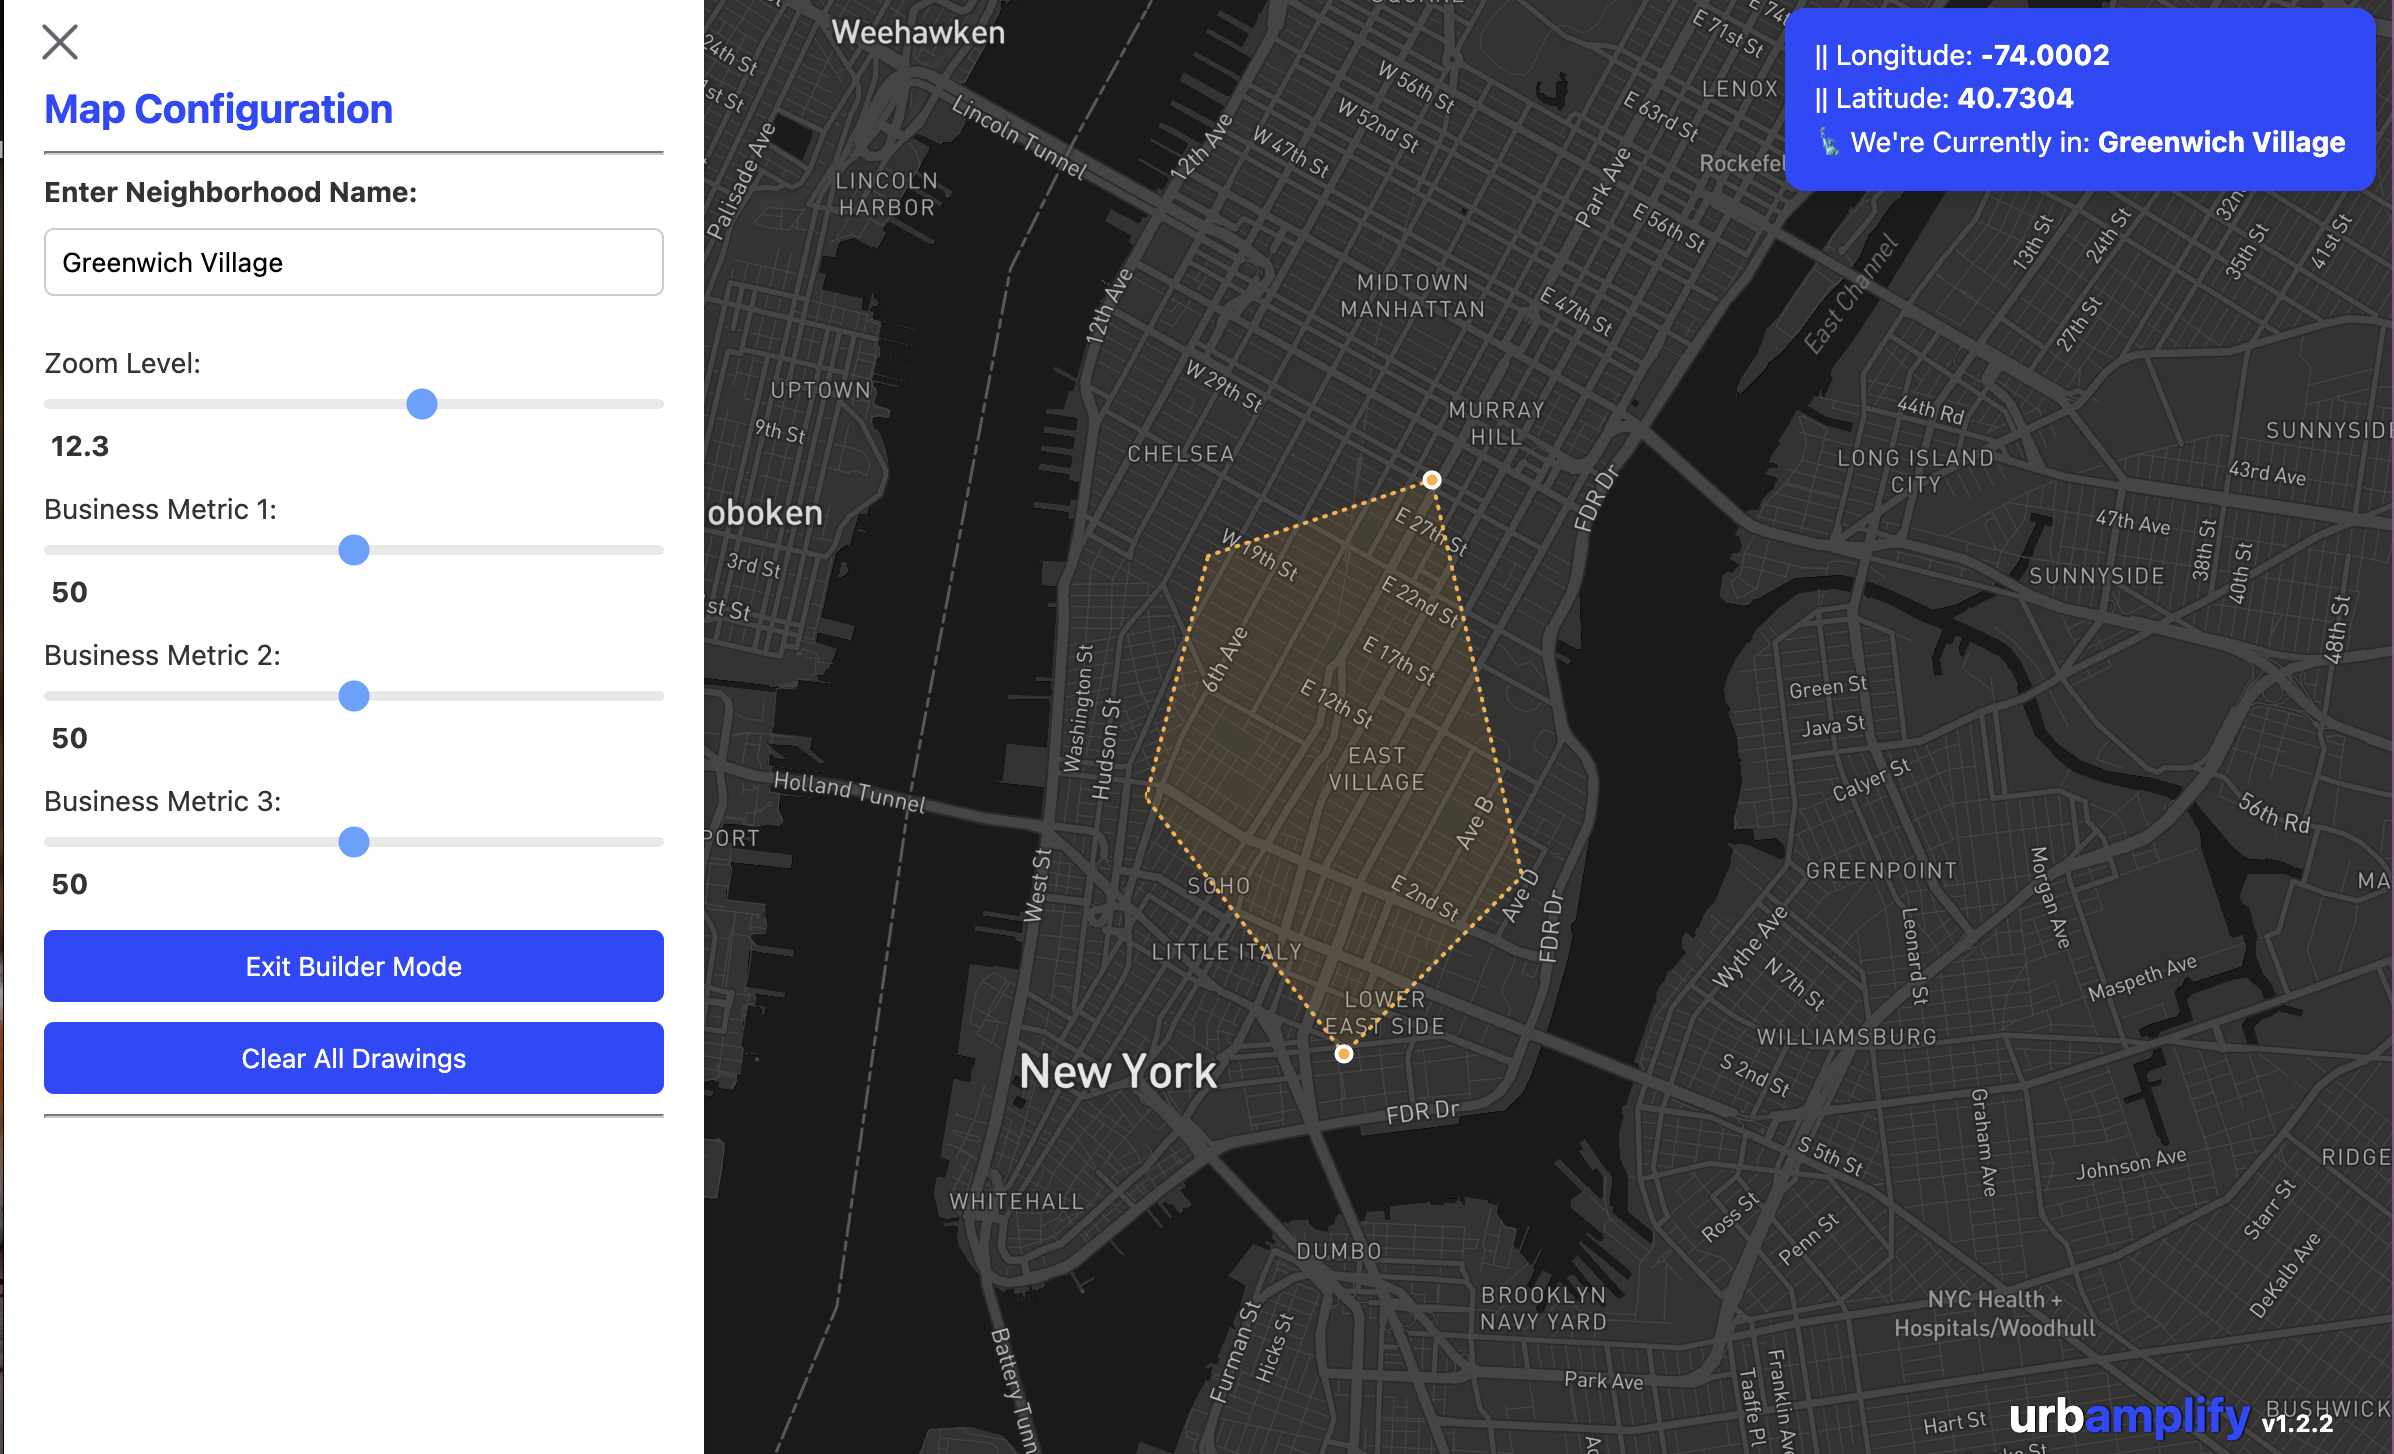 Map Configuration
Enter Neighborhood Name:
Greenwich Village
Zoom Level:
12.3
Business Metric 1:
50
Business Metric 2:
50
Business Metric 3:
50
Exit Builder Mode
Clear All Drawings
|| Longitude: -74.0002
|| Latitude: 40.7304
We're Currently in: Greenwich Village
Weehawken
24th St
1st St
Palisade Ave
LINCOLN
HARBOR
Lincoln Tunnel
12th Ave
12th Ave
W 56th St
W 52nd St
W 47th St
E 71st St
E 74t
LENOX
E 63rd St
Park Ave
Rockefel
E 56th St
MIDTOWN
MANHATTAN
E 47th St
East Channel
13th St
24th St
32n
35th St
41st St
27th St
UPTOWN
9th St
W 29th St
MURRAY
HILL
CHELSEA
44th Rd
SUNNYSID
LONG ISLAND
CITY
43rd Ave
oboken
3rd St
1st St
FDR Dr
W 19th St
E 27th St
E 22nd St
E 17th St
E 12th St
6th Ave
47th Ave
38th St
40th St
SUNNYSIDE
48th St
Washington St
Hudson St
Green St
Java St
Calyer St
EAST
VILLAGE
Ave B
Holland Tunnel
PORT
West St
SOHO
E 2nd St
Ave D
FDR Dr
56th Rd
GREENPOINT
MA
Morgan Ave
Leonard St
Wythe Ave
N 7th St
Maspeth Ave
LITTLE ITALY
LOWER
EAST SIDE
New York
WILLIAMSBURG
S 2nd St
FDR Dr
Graham Ave
S 5th St
Johnson Ave
RIDGE
WHITEHALL
Ross St
Penn St
Starr St
DUMBO
DeKalb Ave
BROOKLYN
NAVY YARD
NYC Health +
Hospitals/Woodhull
Furman St
Hicks St
Battery Tunn
Park Ave
Taaffe Pl
Franklin Av
Hart St
BUSHWICK
urbamplify v1.2.2